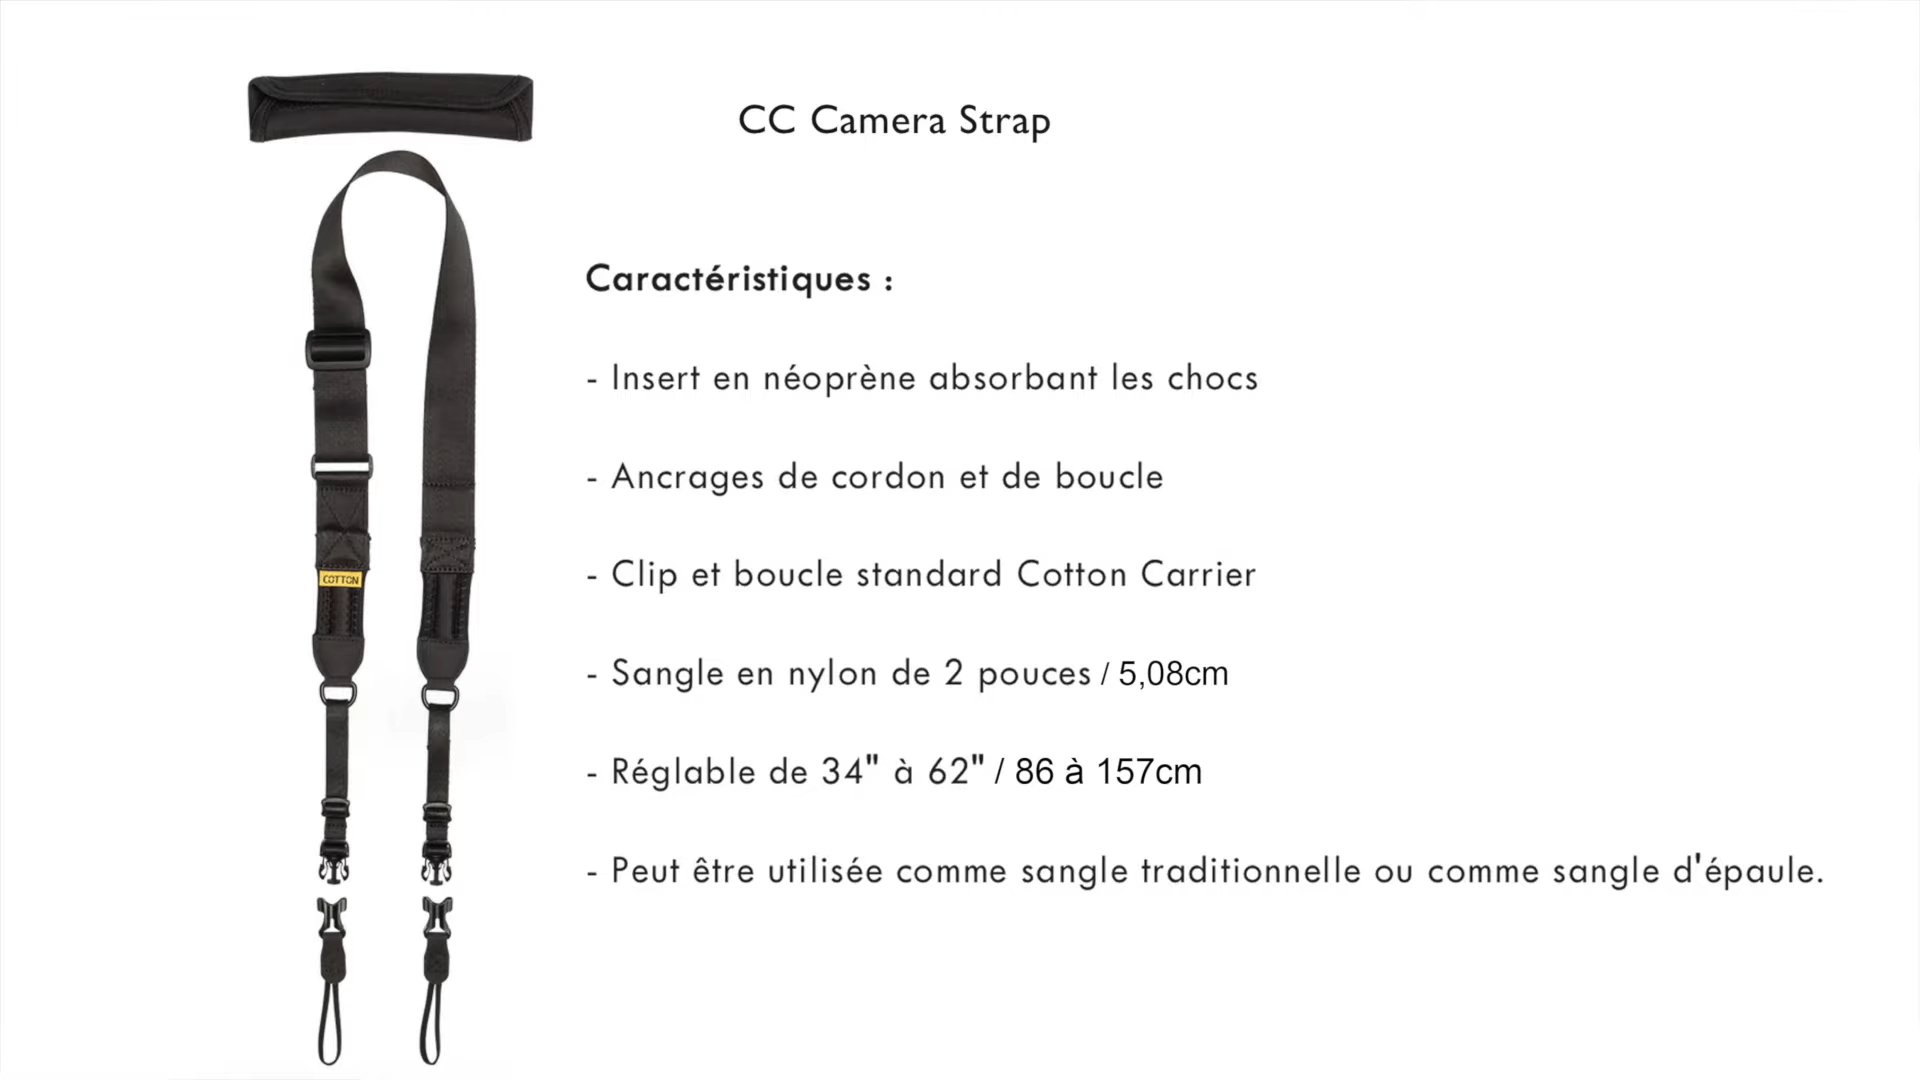 CC Camera Strap
Caractéristiques :
- Insert en néoprène absorbant les chocs
- Ancrages de cordon et de boucle
- Clip et boucle standard Cotton Carrier
COTTON
- Sangle en nylon de 2 pouces / 5,08cm
- Réglable de 34" à 62" / 86 à 157cm
- Peut être utilisée comme sangle traditionnelle ou comme sangle d'épaule.